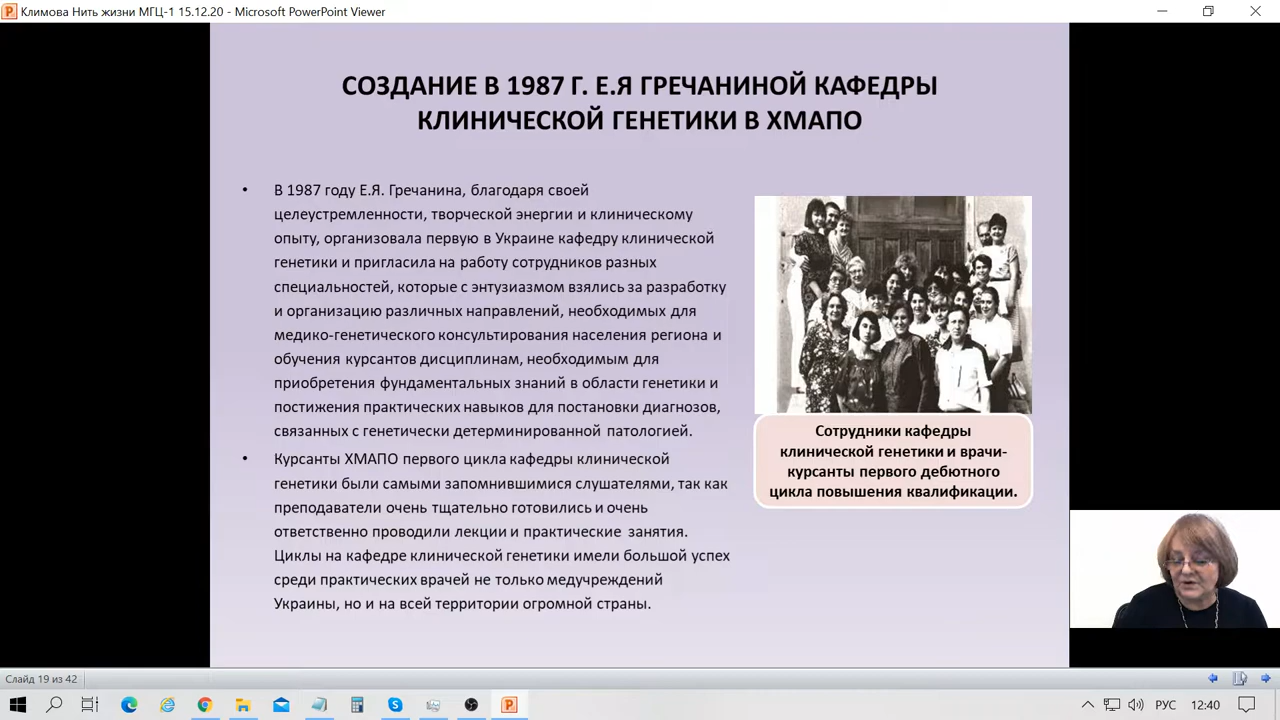 Климова Нить жизни МГЦ-1 15.12.20 - Microsoft PowerPoint Viewer
СОЗДАНИЕ В 1987 Г. Е.Я ГРЕЧАНИНОЙ КАФЕДРЫ
КЛИНИЧЕСКОЙ ГЕНЕТИКИ В ХМАПО
• В 1987 году Е.Я. Гречанина, благодаря своей
целеустремленности, творческой энергии и клиническому
опыту, организовала первую в Украине кафедру клинической
генетики и пригласила на работу сотрудников разных
специальностей, которые с энтузиазмом взялись за разработку
и организацию различных направлений, необходимых для
медико-генетического консультирования населения региона и
обучения курсантов дисциплинам, необходимым для
приобретения фундаментальных знаний в области генетики и
постижения практических навыков для постановки диагнозов,
связанных с генетически детерминированной патологией.
• Курсанты ХМАПО первого цикла кафедры клинической
генетики были самыми запомнившимися слушателями, так как
преподаватели очень тщательно готовились и очень
ответственно проводили лекции и практические занятия.
Циклы на кафедре клинической генетики имели большой успех
среди практических врачей не только медучреждений
Украины, но и на всей территории огромной страны.
Сотрудники кафедры
клинической генетики и врачи-
курсанты первого дебютного
цикла повышения квалификации.
Слайд 19 из 42
РУС 12:40